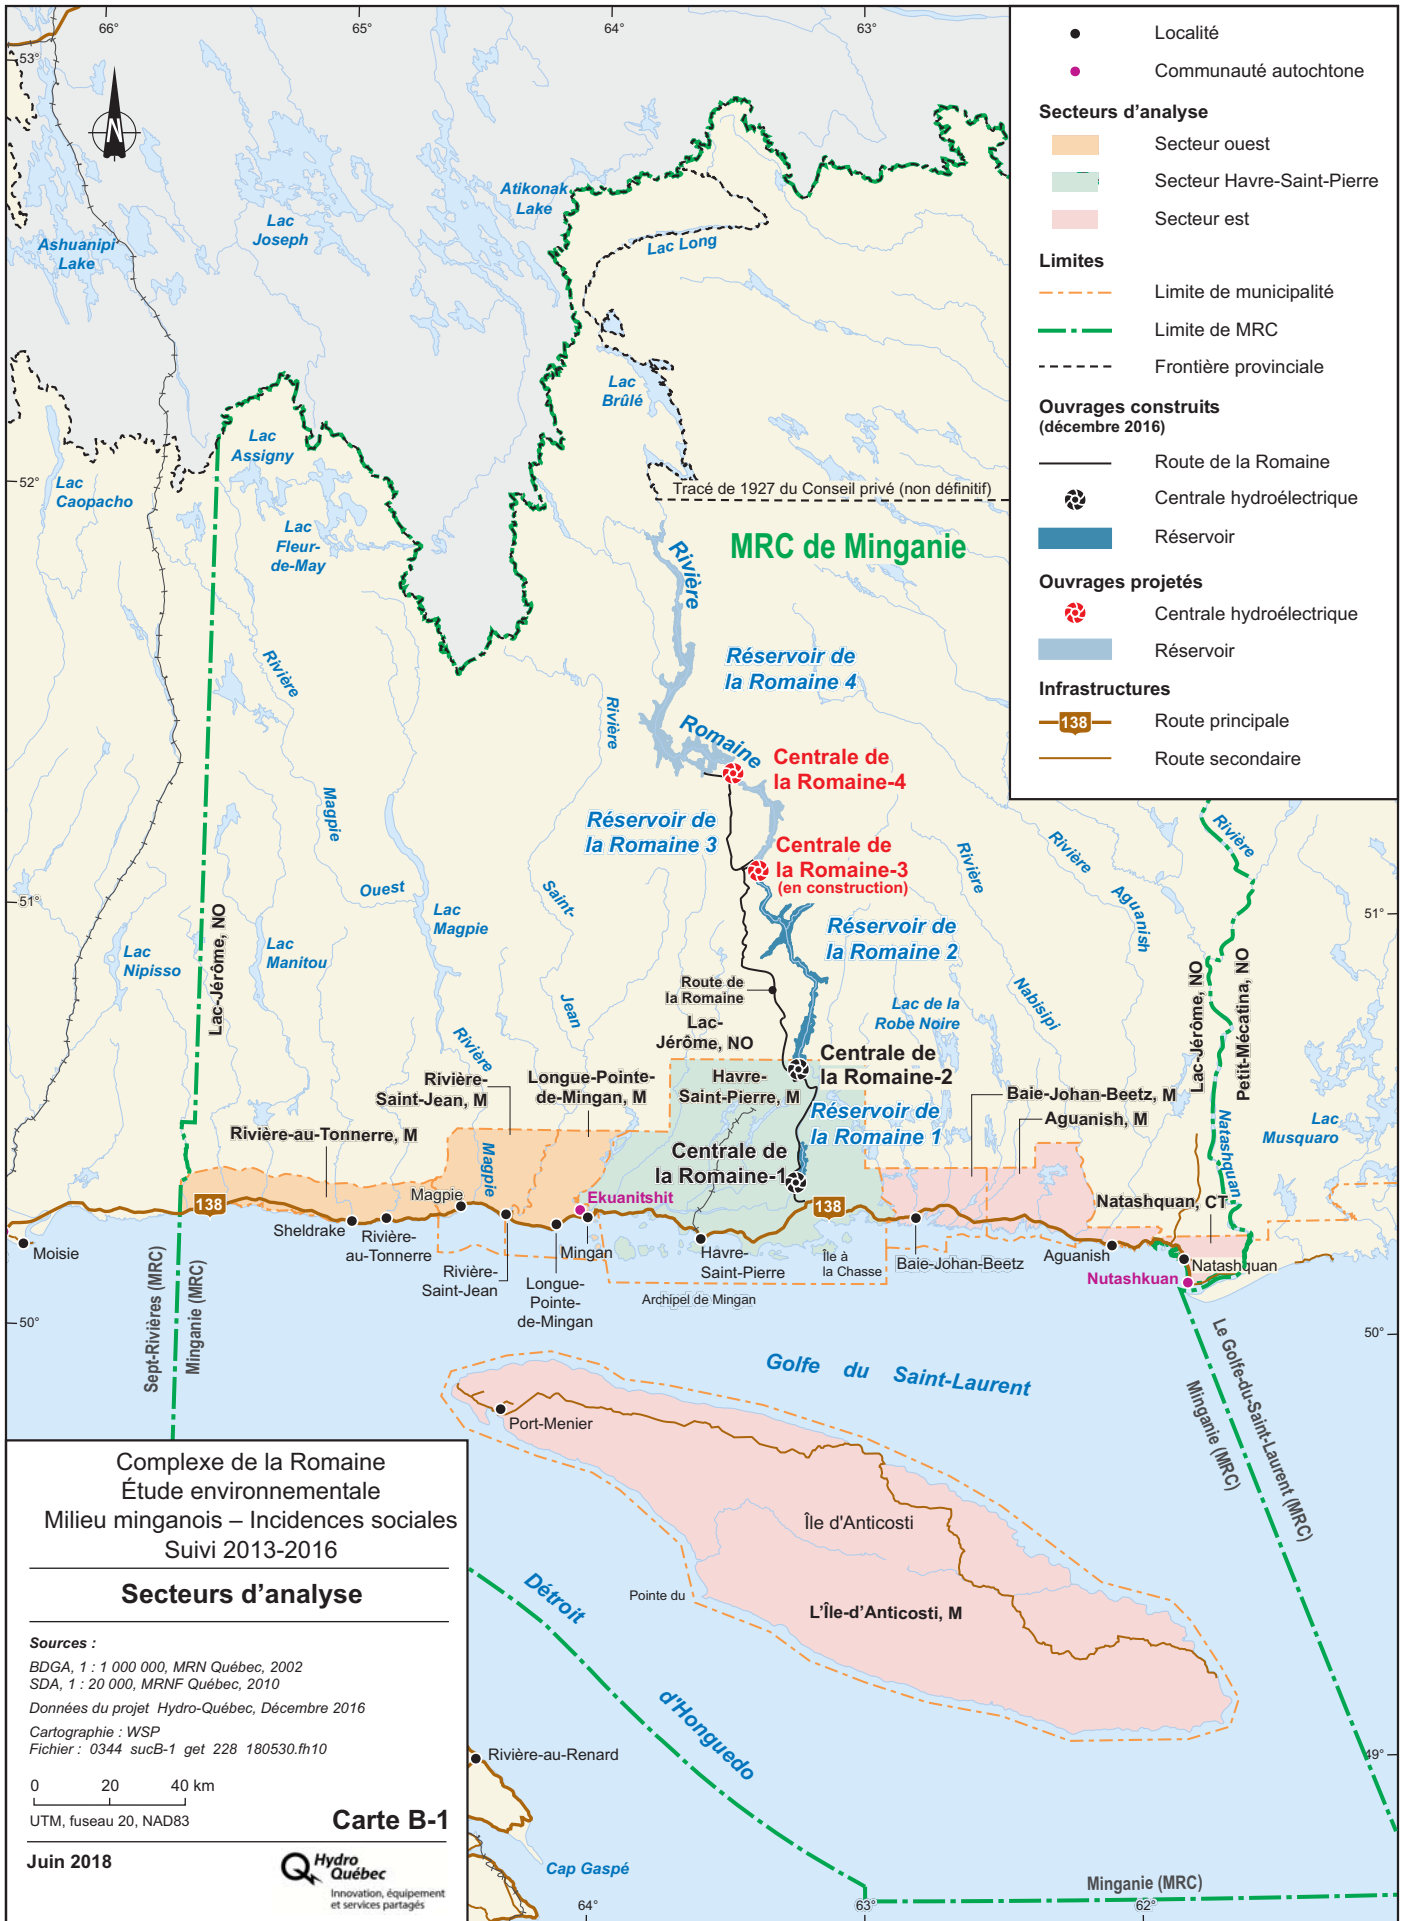 66°
65°
64°
63°
53°
Localité
Communauté autochtone
Secteurs d'analyse
Secteur ouest
Secteur Havre-Saint-Pierre
Secteur est
Limites
Limite de municipalité
Limite de MRC
Frontière provinciale
Ouvrages construits
(décembre 2016)
Route de la Romaine
Centrale hydroélectrique
Réservoir
Ouvrages projetés
Centrale hydroélectrique
Réservoir
Infrastructures
138
Route principale
Route secondaire
N
Atikonak
Lake
Lac
Joseph
Ashuanipi
Lake
Lac Long
Lac
Brûlé
Lac
Assigny
Lac
Caopacho
52°
Tracé de 1927 du Conseil privé (non définitif)
Lac
Fleur-
de-May
MRC de Minganie
Rivière
Réservoir de
la Romaine 4
Rivière
Rivière
Romaine
Centrale de
la Romaine-4
Magpie
Réservoir de
la Romaine 3
Centrale de
la Romaine-3
(en construction)
Rivière
Rivière
Rivière
Aguanish
Ouest
Saint-
51°
51°
Lac
Magpie
Lac-Jérôme, NO
Lac
Manitou
Lac
Nipisso
Réservoir de
la Romaine 2
Route de
la Romaine
Jean
Lac de la
Robe Noire
Nabisipi
Lac-Jérôme, NO
Petit-Mécatina, NO
Lac-
Jérôme, NO
Rivière
Centrale de
la Romaine-2
Rivière-
Saint-Jean, M
Longue-Pointe-
de-Mingan, M
Havre-
Saint-Pierre, M
Réservoir de
la Romaine 1
Baie-Johan-Beetz, M
Aguanish, M
Lac
Musquaro
Natashquan
Rivière-au-Tonnerre, M
Magpie
Centrale de
la Romaine-1
Natashquan, CT
138
Magpie
Ekuanitshit
138
Moisie
Sheldrake
Rivière-
au-Tonnerre
Rivière-
Saint-Jean
Longue-
Pointe-
de-Mingan
Mingan
Havre-
Saint-Pierre
Île à
la Chasse
Baie-Johan-Beetz
Aguanish
Natashquan
Nutashkuan
Archipel de Mingan
50°
50°
Sept-Rivières (MRC)
Minganie (MRC)
Golfe du Saint-Laurent
Le Golfe-du-Saint-Laurent (MRC)
Minganie (MRC)
Port-Menier
Île d'Anticosti
Pointe du
L'Île-d'Anticosti, M
Détroit
d'Honguedo
49°
Rivière-au-Renard
Cap Gaspé
Minganie (MRC)
64°
63°
62°
Complexe de la Romaine
Étude environnementale
Milieu minganois – Incidences sociales
Suivi 2013-2016
Secteurs d'analyse
Sources :
BDGA, 1 : 1 000 000, MRN Québec, 2002
SDA, 1 : 20 000, MRNF Québec, 2010
Données du projet Hydro-Québec, Décembre 2016
Cartographie : WSP
Fichier : 0344_sucB-1_get_228_180530.fh10
0 20 40 km
UTM, fuseau 20, NAD83
Carte B-1
Juin 2018
Hydro
Québec
Innovation, équipement
et services partagés